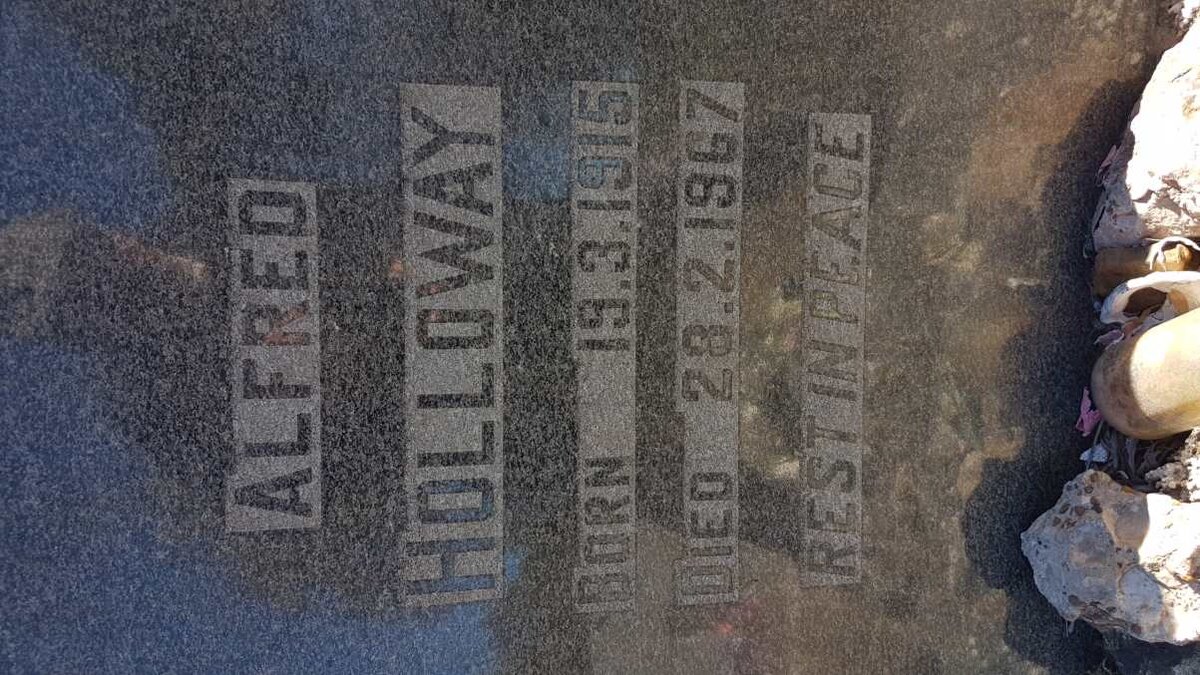 ALFRED
HOLLOWAY
BORN 19.3.1915
DIED 28.2.1967
REST IN PEACE